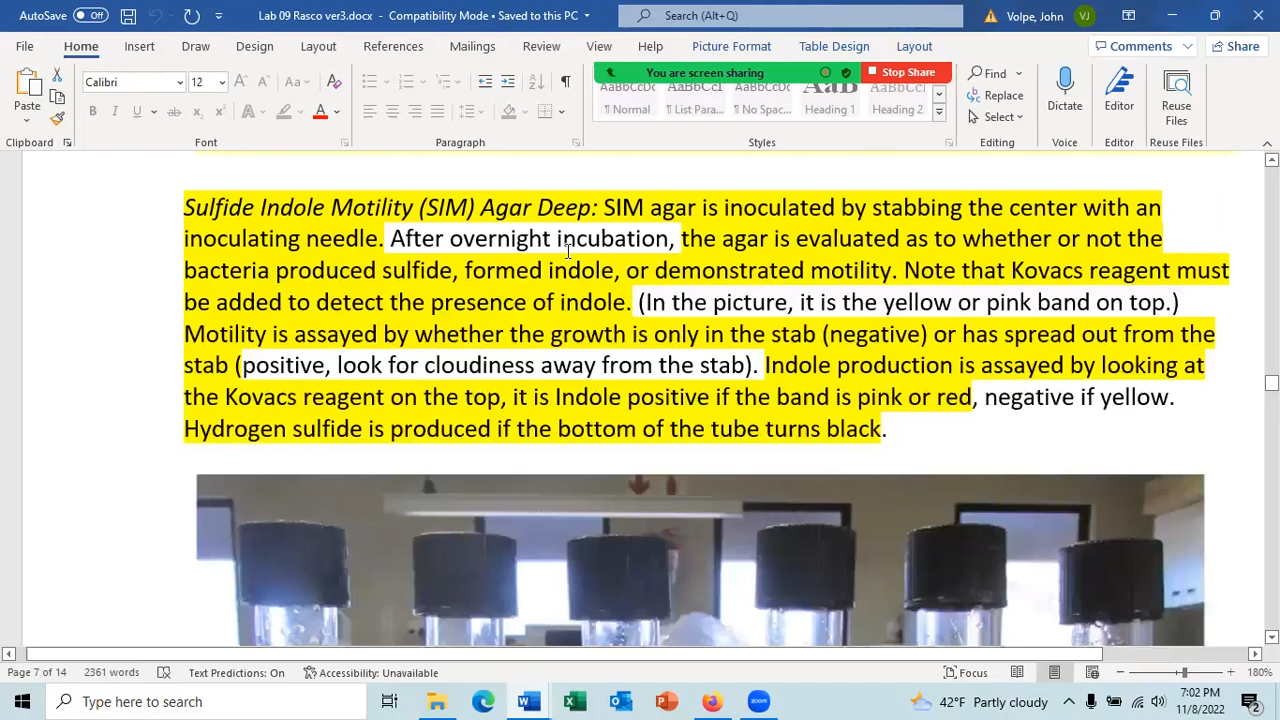 AutoSave Off Lab 09 Rasco ver3.docx - Compatibility Mode • Saved to this PC Search (Alt+Q) Volpe, John VJ
File Home Insert Draw Design Layout References Mailings Review View Help Picture Format Table Design Layout Comments Share
You are screen sharing Stop Share
Calibri 12 Find
Paste Replace Dictate Editor Reuse Files
Select
AaBbCcDc AaBbCcDc AaBbCcDc AaB AaBbCcI
¶ Normal ¶ List Para... ¶ No Spac... Heading 1 Heading 2
Clipboard Font Paragraph Styles Editing Voice Editor Reuse Files
Sulfide Indole Motility (SIM) Agar Deep: SIM agar is inoculated by stabbing the center with an
inoculating needle. After overnight incubation, the agar is evaluated as to whether or not the
bacteria produced sulfide, formed indole, or demonstrated motility. Note that Kovacs reagent must
be added to detect the presence of indole. (In the picture, it is the yellow or pink band on top.)
Motility is assayed by whether the growth is only in the stab (negative) or has spread out from the
stab (positive, look for cloudiness away from the stab). Indole production is assayed by looking at
the Kovacs reagent on the top, it is Indole positive if the band is pink or red, negative if yellow.
Hydrogen sulfide is produced if the bottom of the tube turns black.
Page 7 of 14 2361 words Text Predictions: On Accessibility: Unavailable Focus 180%
Type here to search 42°F Partly cloudy 7:02 PM
11/8/2022 2